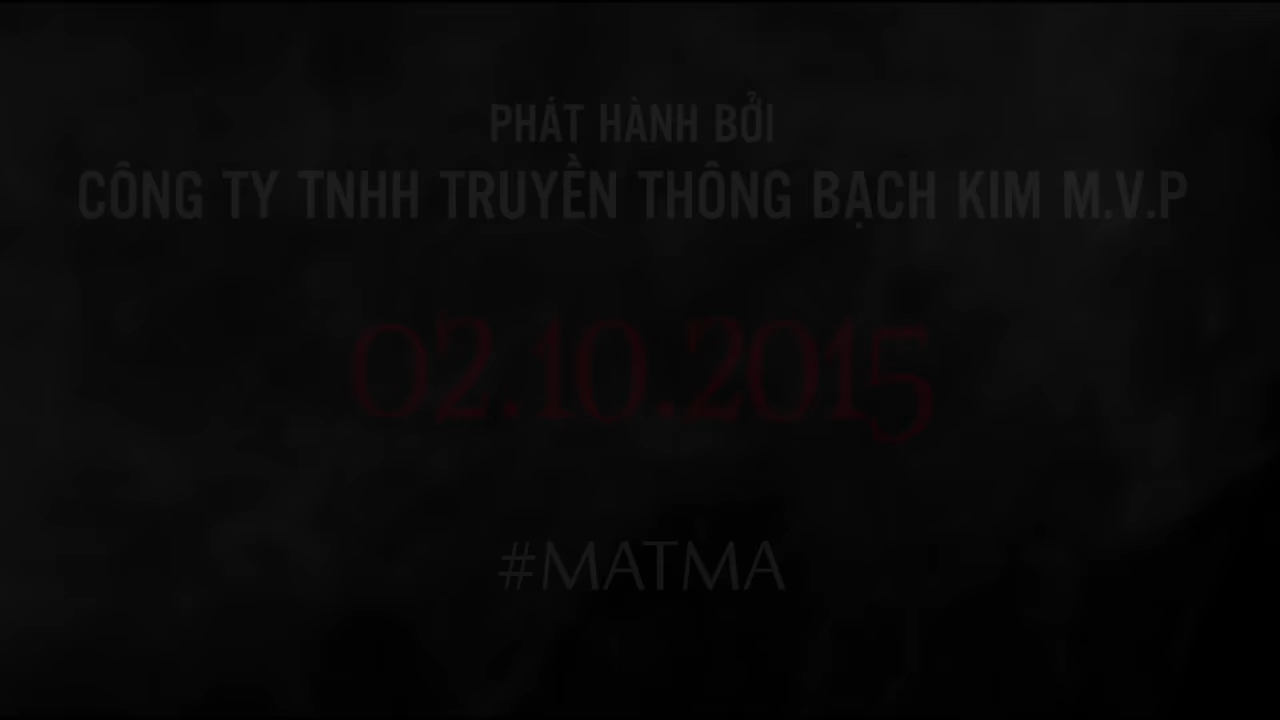 PHÁT HÀNH BỞI
CÔNG TY TNHH TRUYỀN THÔNG BẠCH KIM M.V.P
02.10.2015
#MATMA